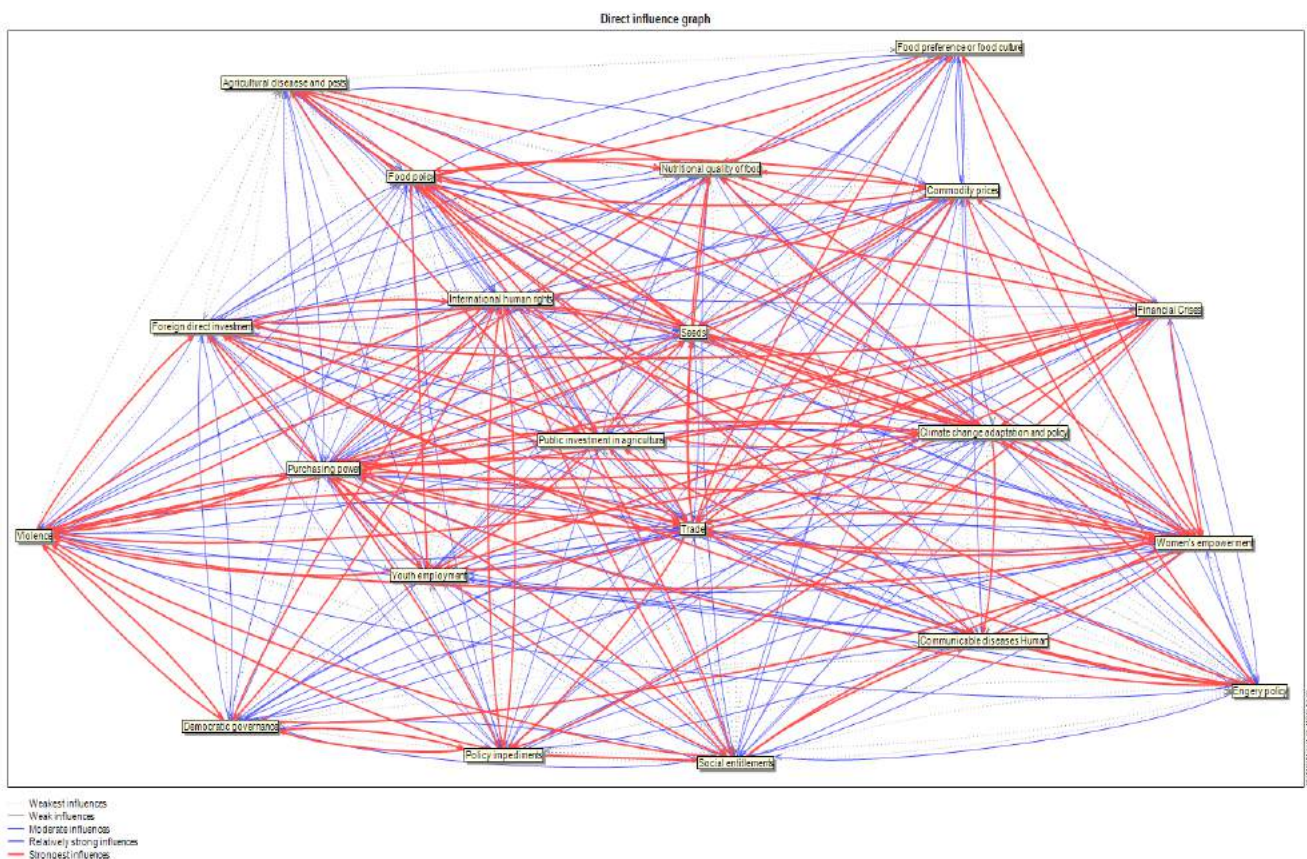 Direct influence graph
Food preference or food culture
Agricultural disease and pests
Nutritional quality of food
Food policy
Commodity prices
International human rights
Financial Crises
Foreign direct investment
Seeds
Climate change adaptation and policy
Public investment in agriculture
Purchasing power
Trade
Violence
Women's empowerment
Youth employment
Communicable diseases Human
Engery policy
Democratic governance
Policy impediments
Social entitlements
Weakest influences
Weak influences
Moderate influences
Relatively strong influences
Strongest influences